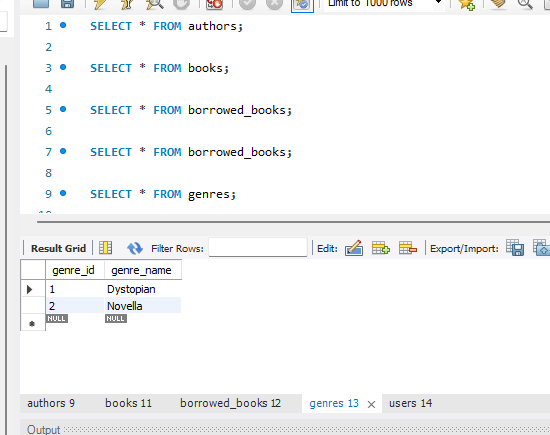 Limit to 1000 rows
1 SELECT * FROM authors;
2
3 SELECT * FROM books;
4
5 SELECT * FROM borrowed_books;
6
7 SELECT * FROM borrowed_books;
8
9 SELECT * FROM genres;
Result Grid Filter Rows: Edit: Export/Import:
genre_id genre_name
1 Dystopian
2 Novella
NULL NULL
authors 9 books 11 borrowed_books 12 genres 13 × users 14
Output